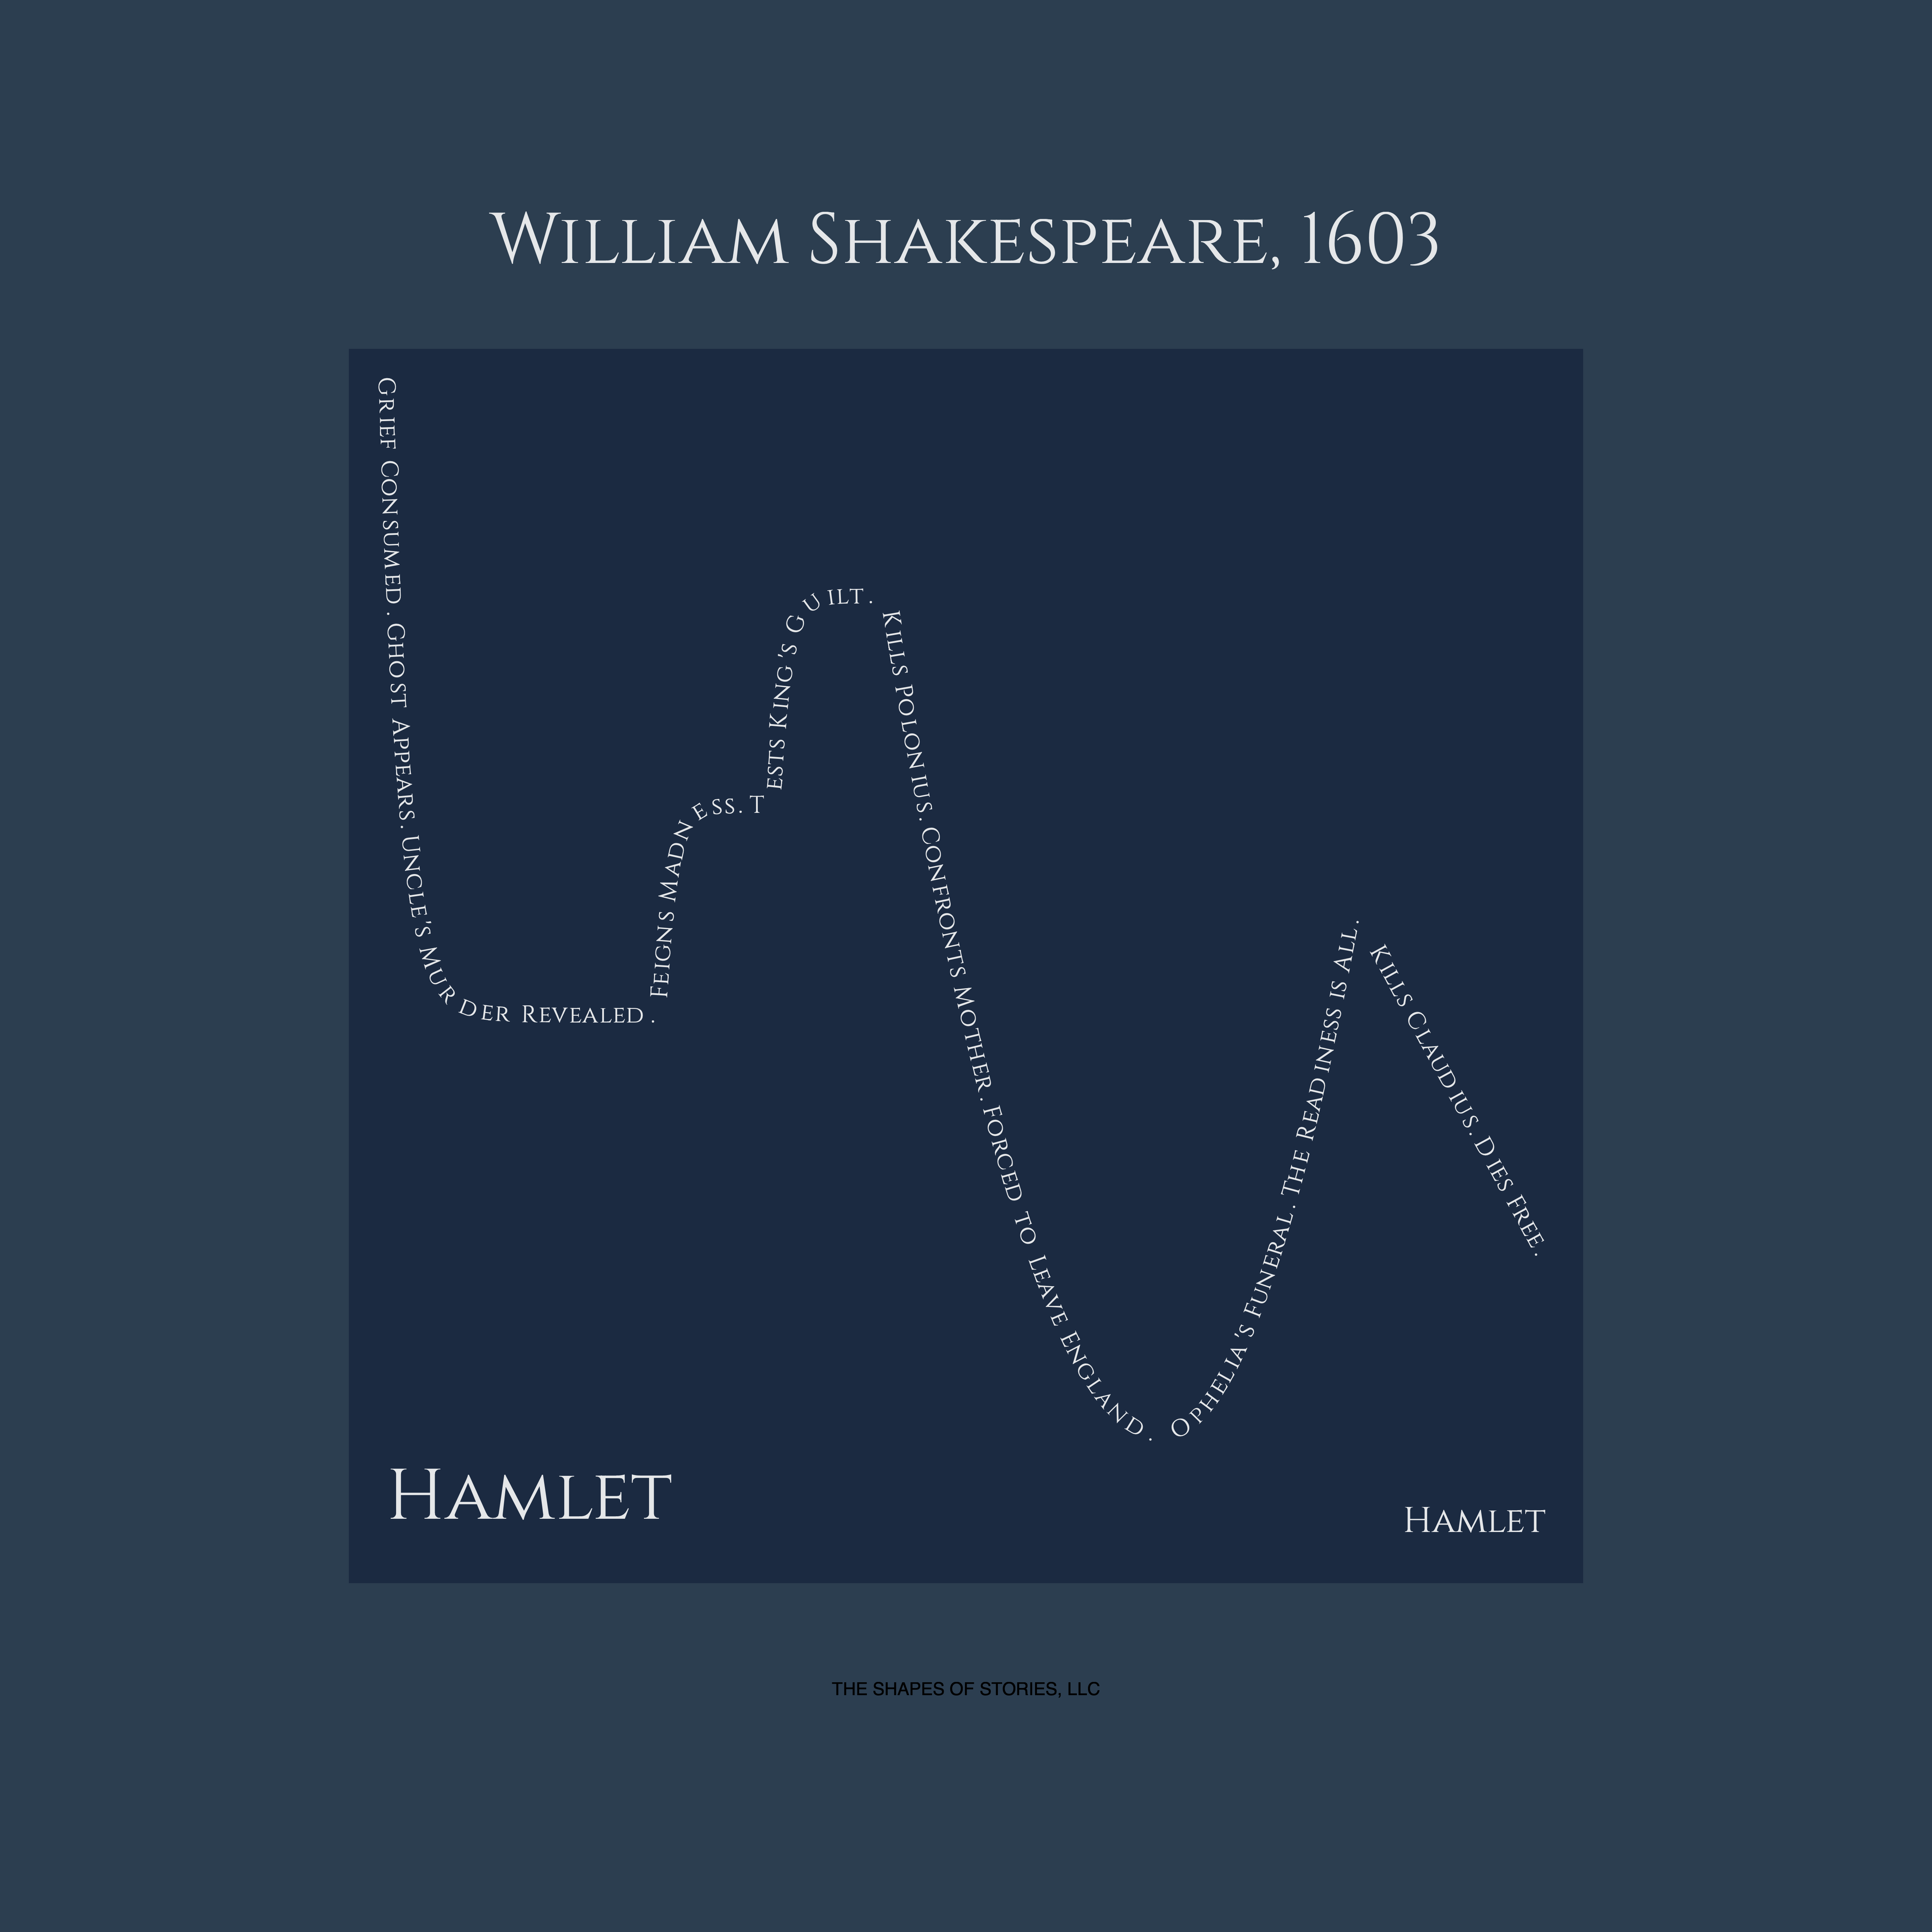 William Shakespeare, 1603
Grief Consumed. Ghost Appears. Uncle's Murder Revealed.
Feigns Madness. Tests King's Guilt.
Kills Polonius. Confronts Mother. Forced to Leave England.
Ophelia's Funeral. The Readiness is All.
Kills Claudius. Dies Free.
Hamlet
Hamlet
THE SHAPES OF STORIES, LLC